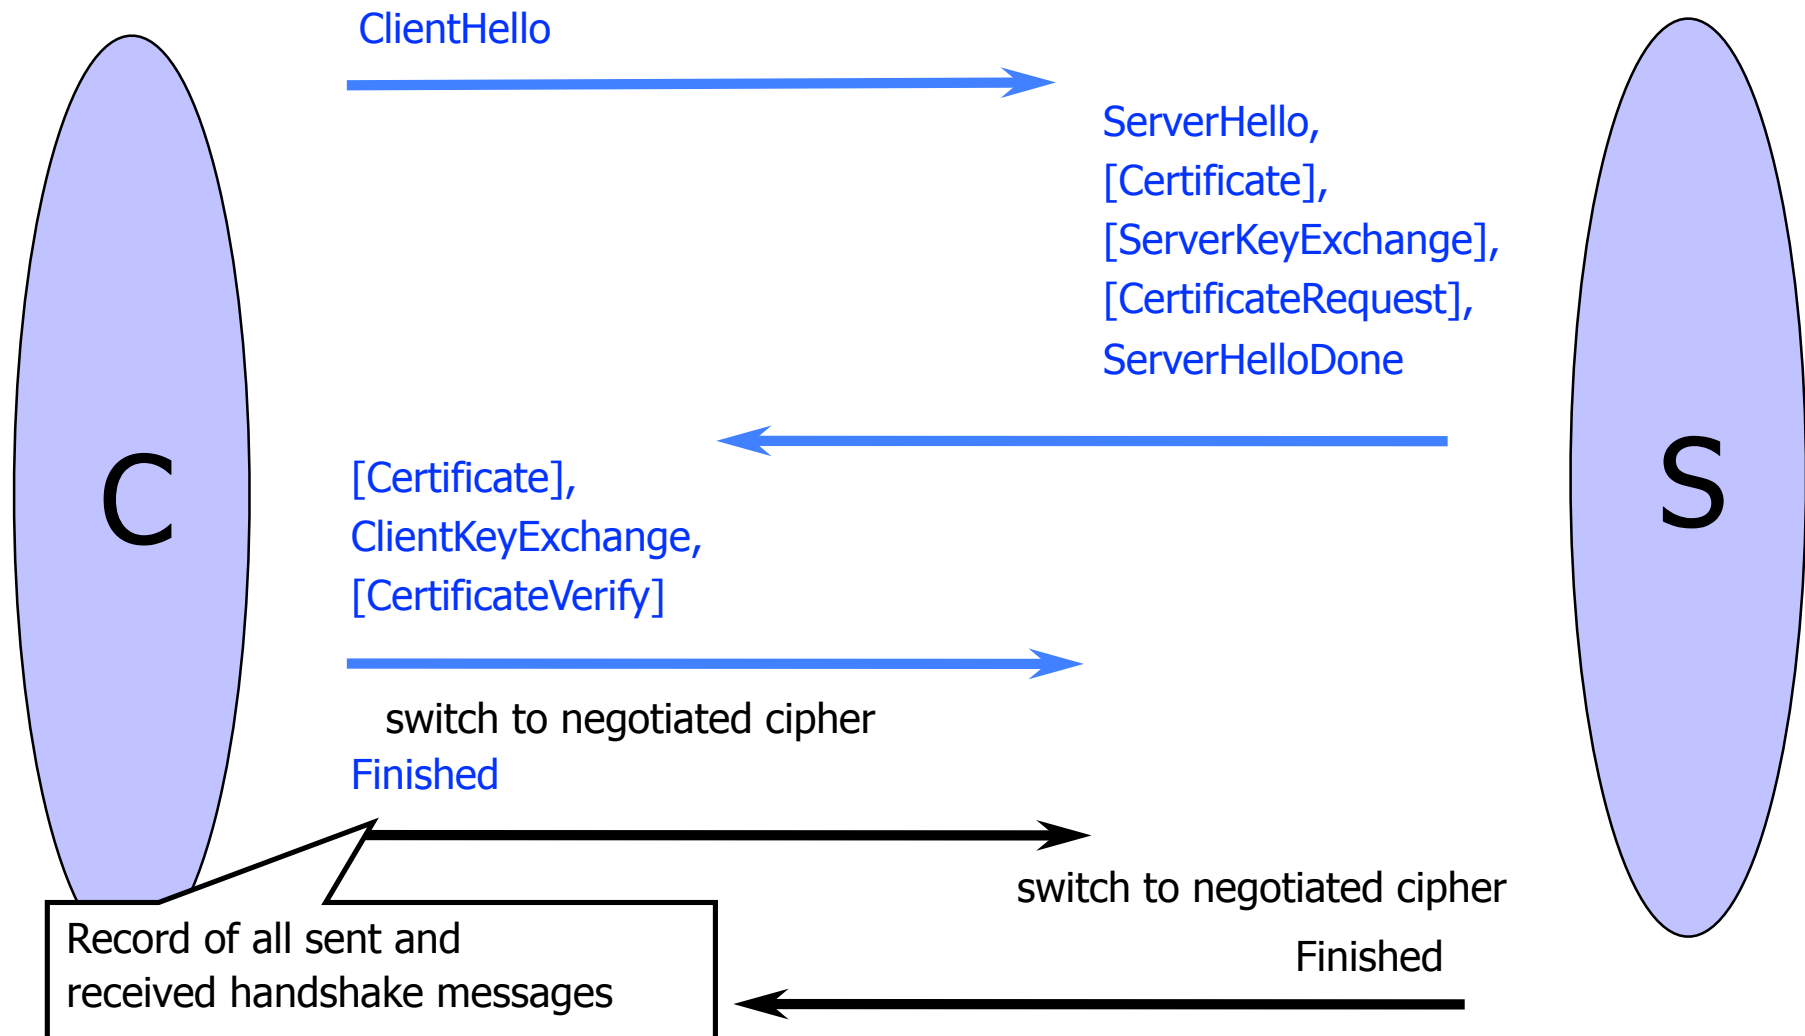 ClientHello
ServerHello,
[Certificate],
[ServerKeyExchange],
[CertificateRequest],
ServerHelloDone
C
S
[Certificate],
ClientKeyExchange,
[CertificateVerify]
switch to negotiated cipher
Finished
switch to negotiated cipher
Finished
Record of all sent and
received handshake messages